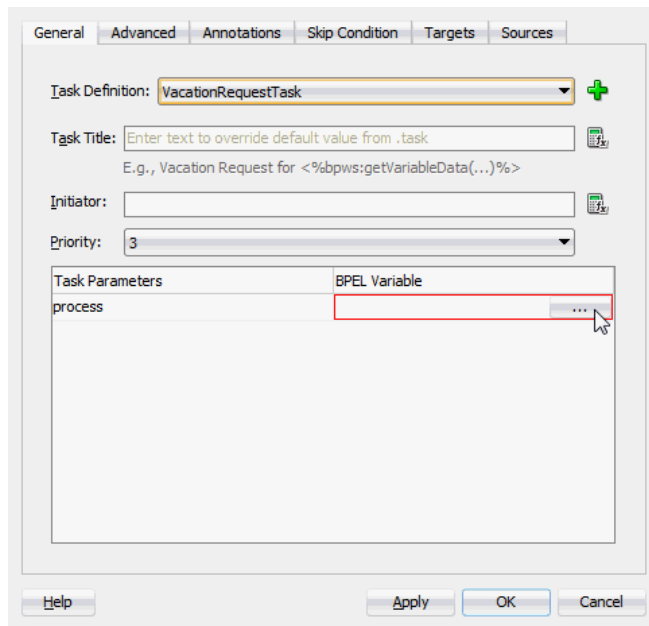 General Advanced Annotations Skip Condition Targets Sources
Task Definition: VacationRequestTask
Task Title: Enter text to override default value from .task
E.g., Vacation Request for <%bpws:getVariableData(...)%>
Initiator:
Priority: 3
Task Parameters BPEL Variable
process ...
Help Apply OK Cancel